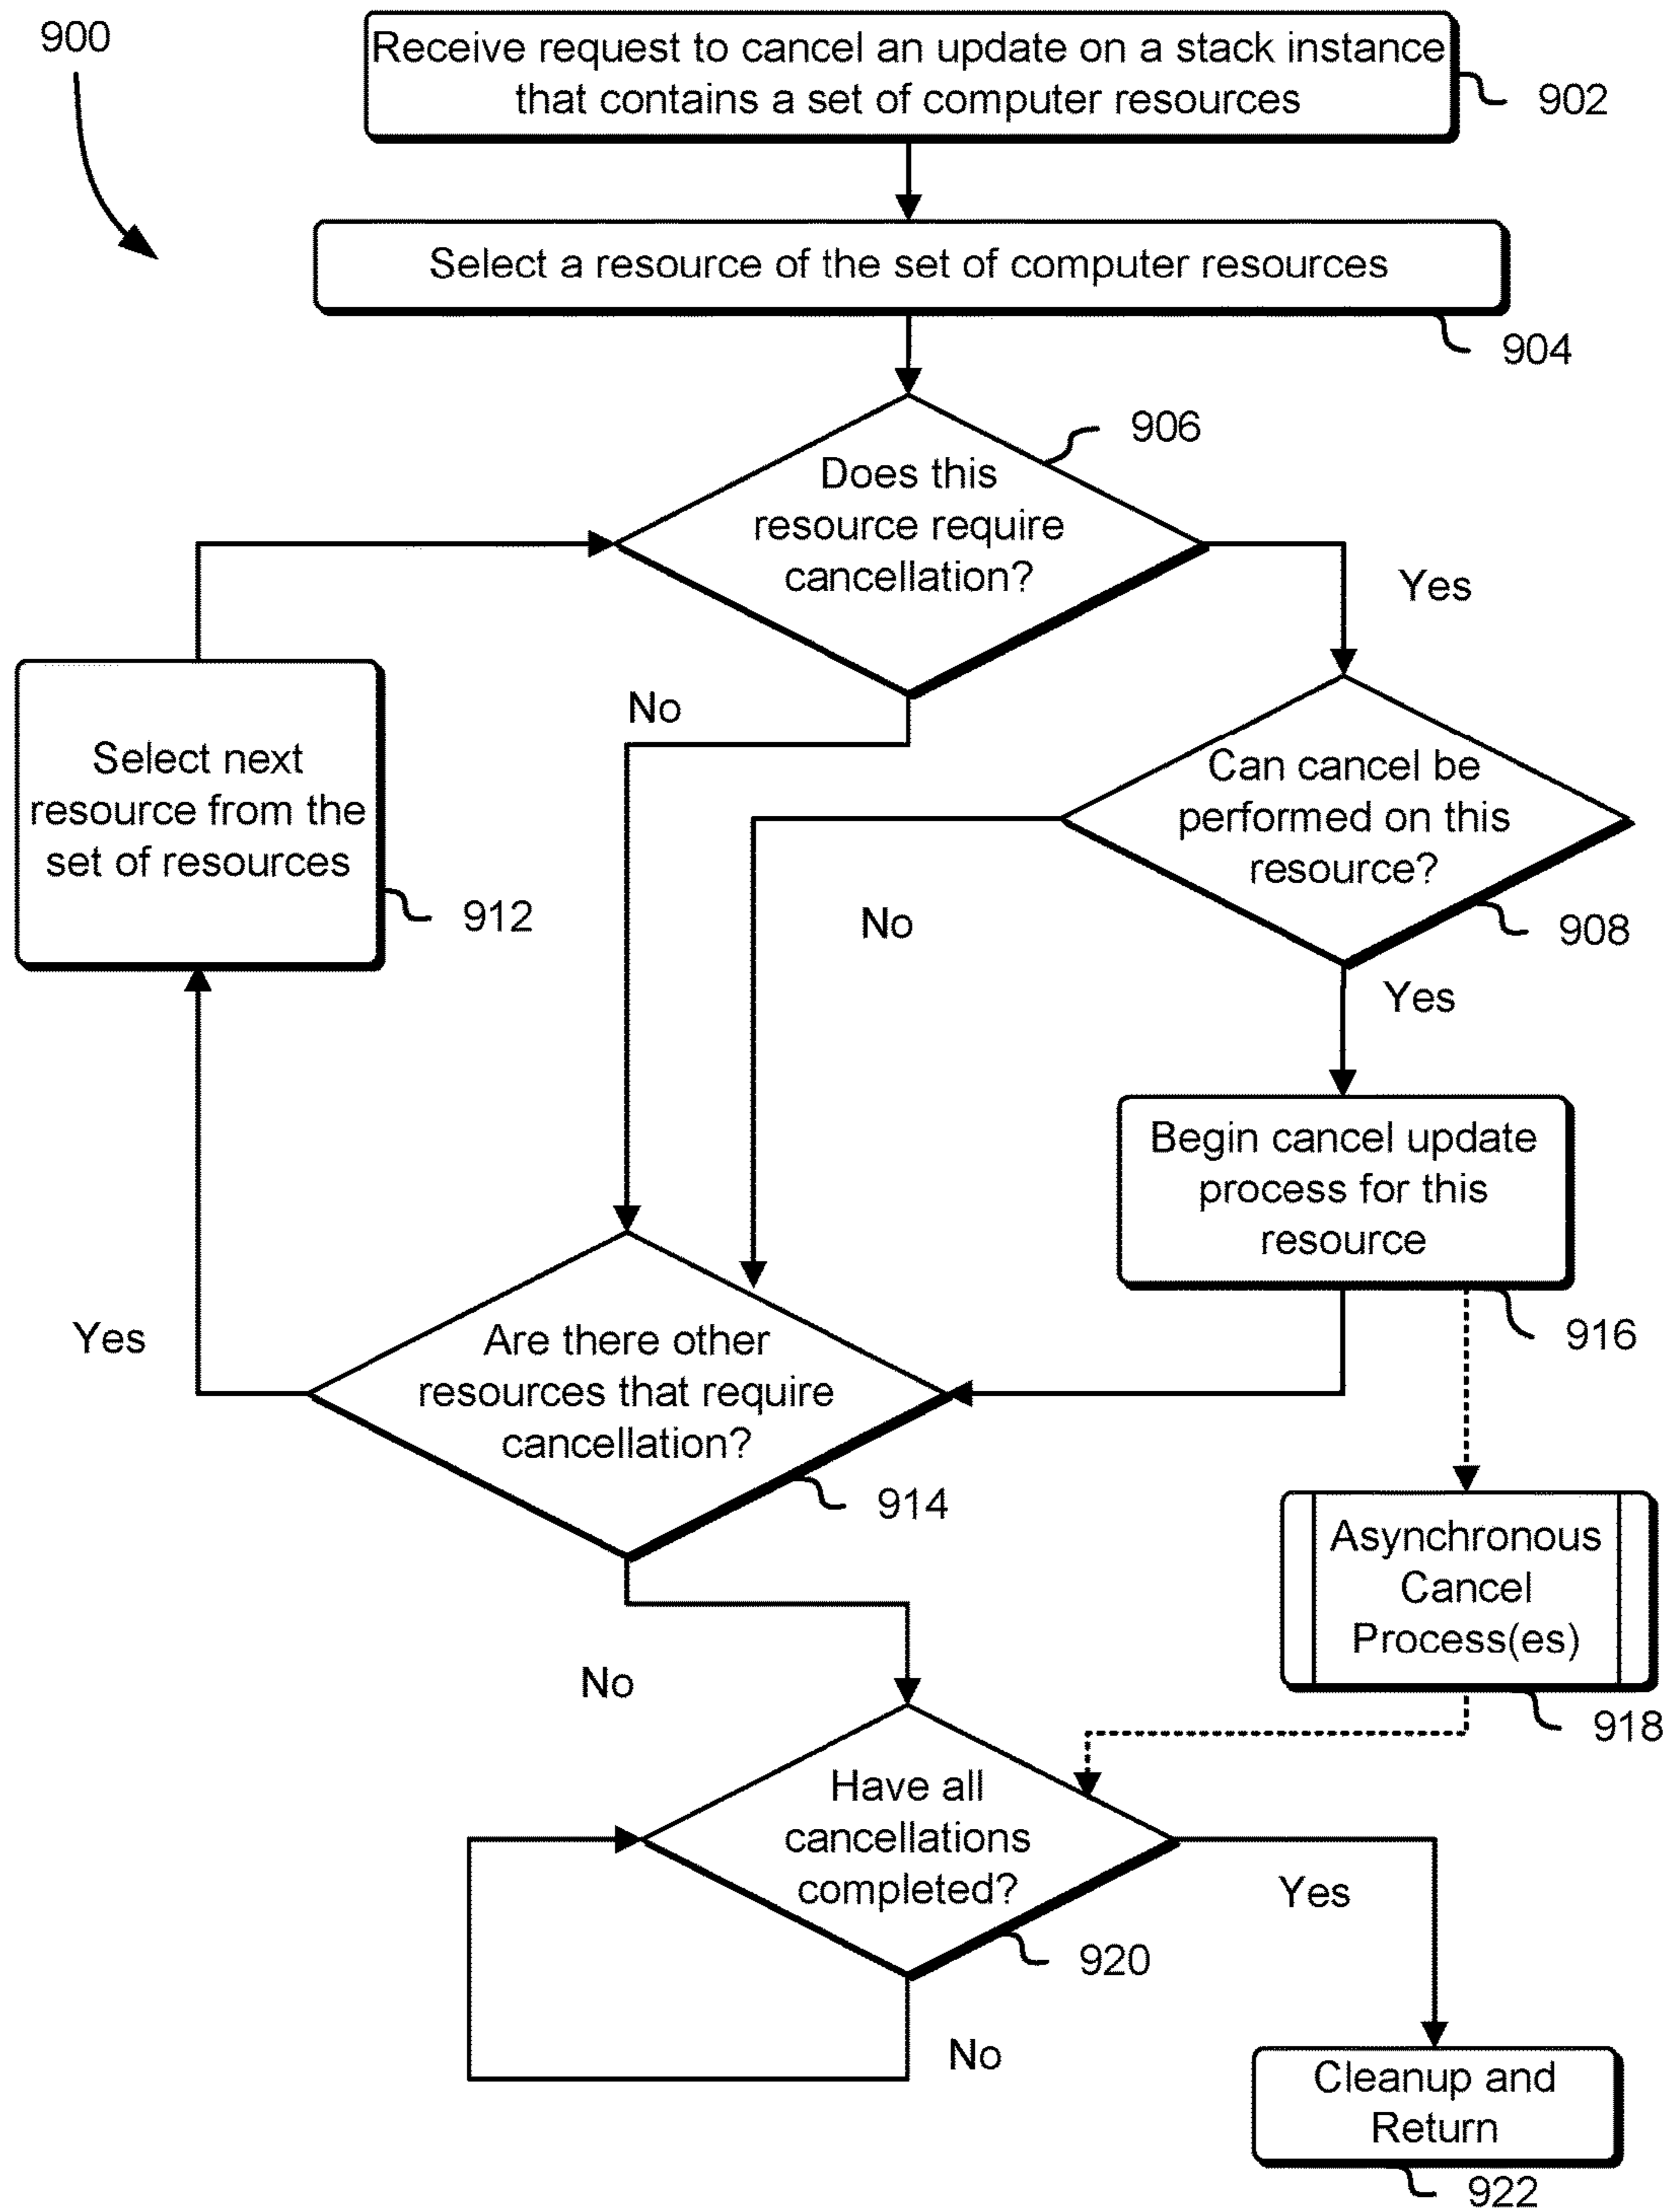 900
Receive request to cancel an update on a stack instance
that contains a set of computer resources
902
Select a resource of the set of computer resources
904
906
Does this
resource require
cancellation?
Yes
No
Select next
resource from the
set of resources
912
Can cancel be
performed on this
resource?
908
No
Yes
Begin cancel update
process for this
resource
916
Yes
Are there other
resources that require
cancellation?
914
Asynchronous
Cancel
Process(es)
918
No
Have all
cancellations
completed?
920
Yes
No
Cleanup and
Return
922